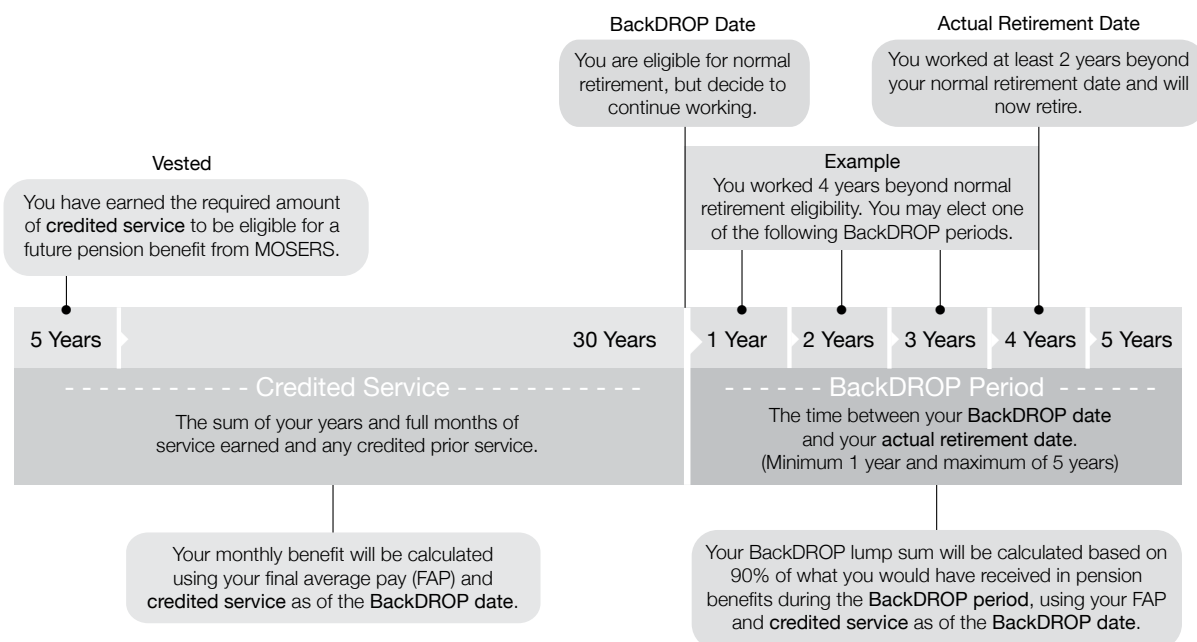 BackDROP Date
You are eligible for normal
retirement, but decide to
continue working.
Actual Retirement Date
You worked at least 2 years beyond
your normal retirement date and will
now retire.
Vested
You have earned the required amount
of credited service to be eligible for a
future pension benefit from MOSERS.
Example
You worked 4 years beyond normal
retirement eligibility. You may elect one
of the following BackDROP periods.
5 Years
30 Years
1 Year
2 Years
3 Years
4 Years
5 Years
Credited Service
The sum of your years and full months of
service earned and any credited prior service.
BackDROP Period
The time between your BackDROP date
and your actual retirement date.
(Minimum 1 year and maximum of 5 years)
Your monthly benefit will be calculated
using your final average pay (FAP) and
credited service as of the BackDROP date.
Your BackDROP lump sum will be calculated based on
90% of what you would have received in pension
benefits during the BackDROP period, using your FAP
and credited service as of the BackDROP date.